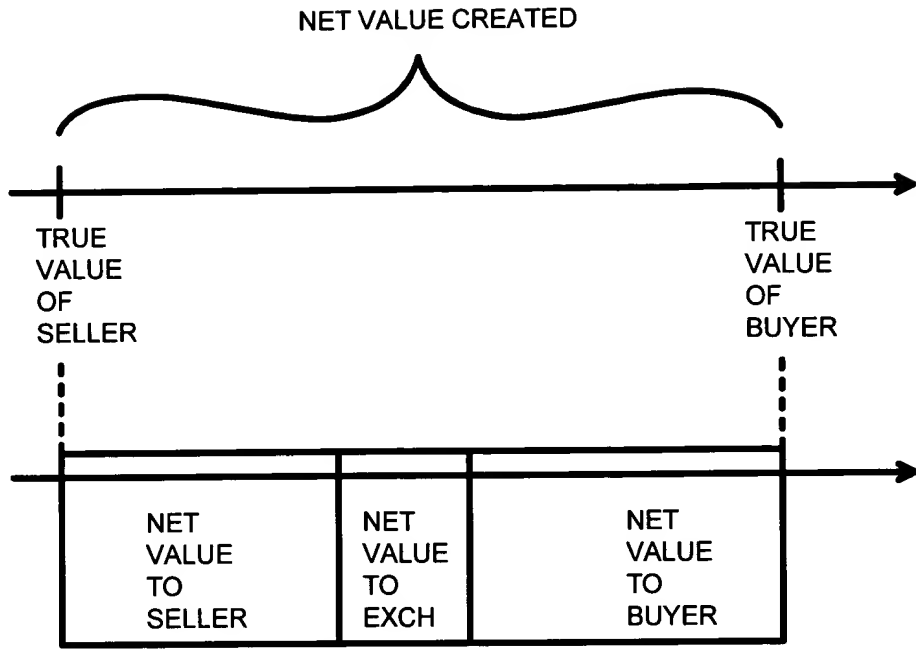 NET VALUE CREATED
TRUE
VALUE
OF
SELLER
TRUE
VALUE
OF
BUYER
NET
VALUE
TO
SELLER
NET
VALUE
TO
EXCH
NET
VALUE
TO
BUYER